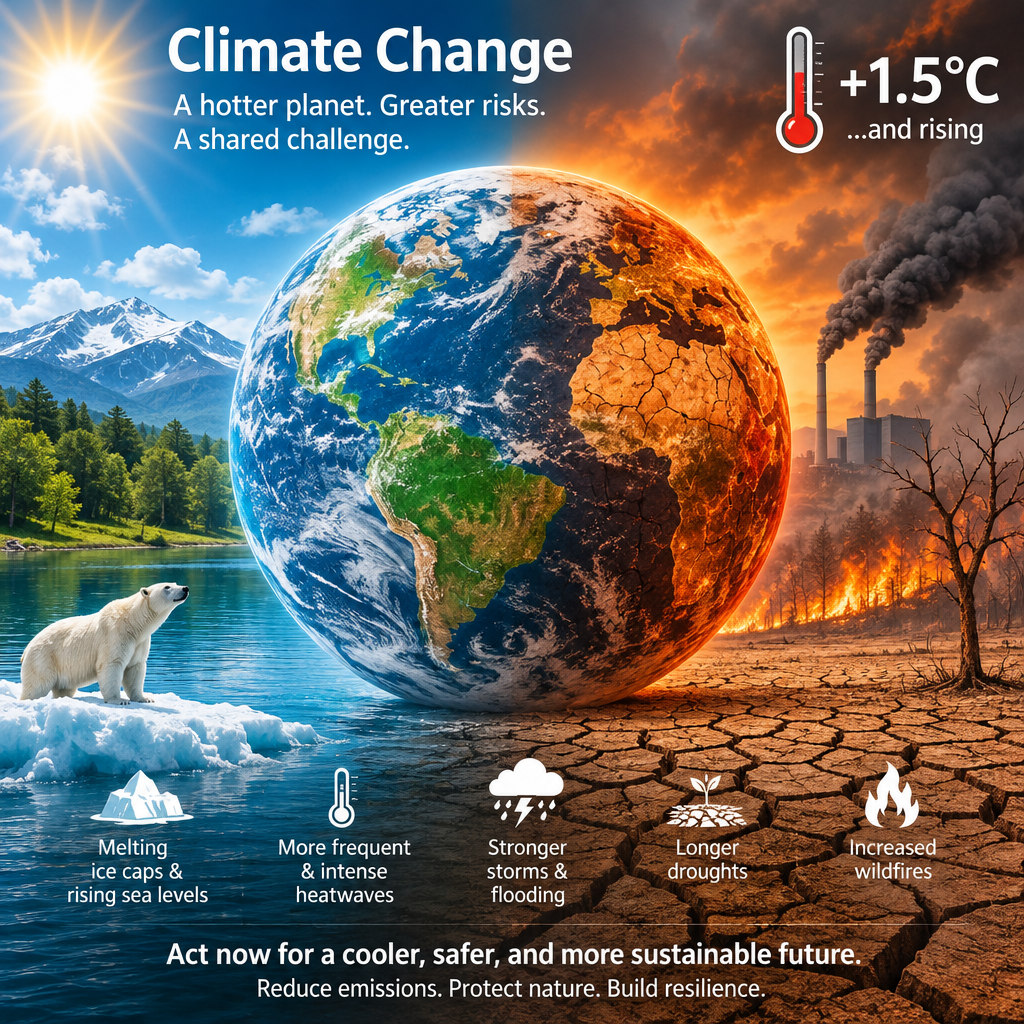 Climate Change
A hotter planet. Greater risks.
A shared challenge.
+1.5°C
...and rising
Melting
ice caps &
rising sea levels
More frequent
& intense
heatwaves
Stronger
storms &
flooding
Longer
droughts
Increased
wildfires
Act now for a cooler, safer, and more sustainable future.
Reduce emissions. Protect nature. Build resilience.